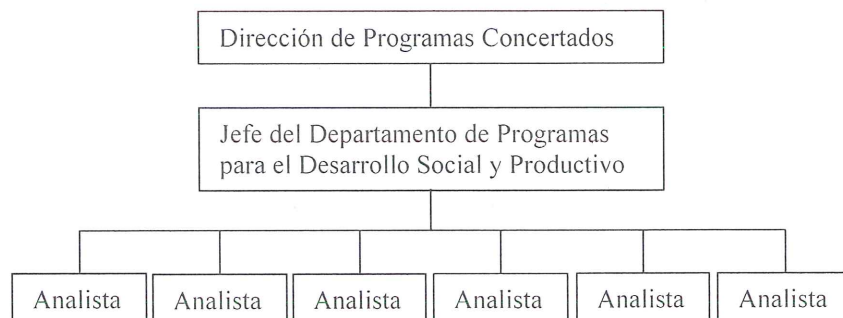 Dirección de Programas Concertados
Jefe del Departamento de Programas
para el Desarrollo Social y Productivo
Analista Analista Analista Analista Analista Analista